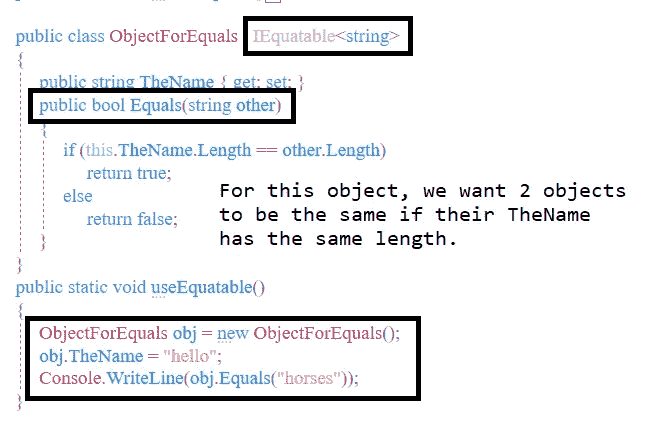 public class ObjectForEquals IEquatable<string>
{
public string TheName { get; set; }
public bool Equals(string other)
{
if (this.TheName.Length == other.Length)
return true;
else
return false;
}
}
For this object, we want 2 objects
to be the same if their TheName
has the same length.
public static void useEquatable()
{
ObjectForEquals obj = new ObjectForEquals();
obj.TheName = "hello";
Console.WriteLine(obj.Equals("horses"));
}